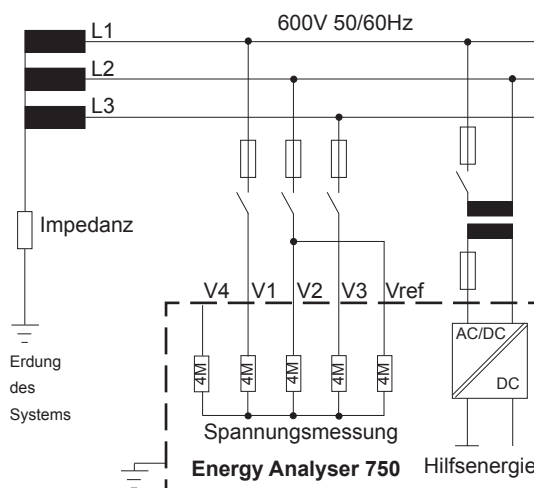 L1
600V 50/60Hz
L2
L3
Impedanz
V4 V1 V2 V3 Vref
Erdung
des
Systems
AC/DC
DC
4M 4M 4M 4M 4M
Spannungsmessung
Energy Analyser 750
Hilfsenergie